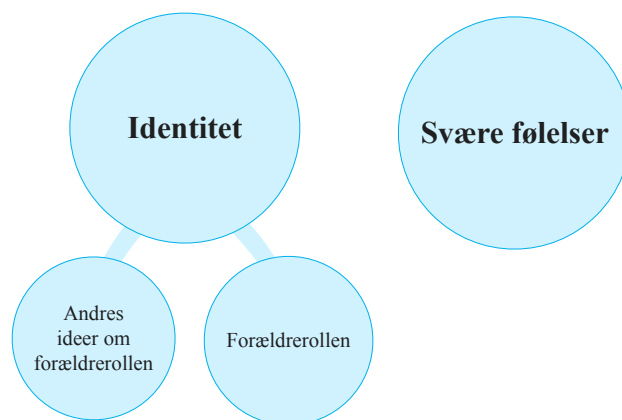 Identitet
Svære følelser
Andres
ideer om
forældrerollen
Forældrerollen